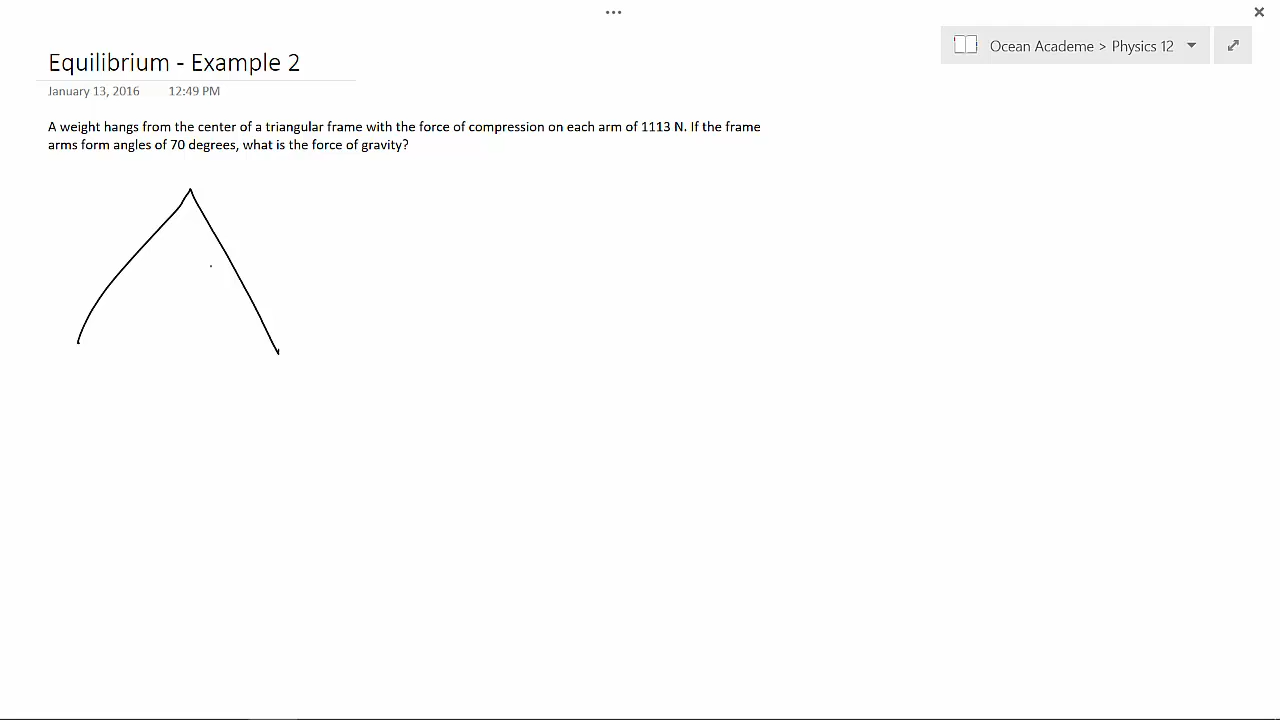 Ocean Academe > Physics 12
Equilibrium - Example 2
January 13, 2016 12:49 PM
A weight hangs from the center of a triangular frame with the force of compression on each arm of 1113 N. If the frame
arms form angles of 70 degrees, what is the force of gravity?